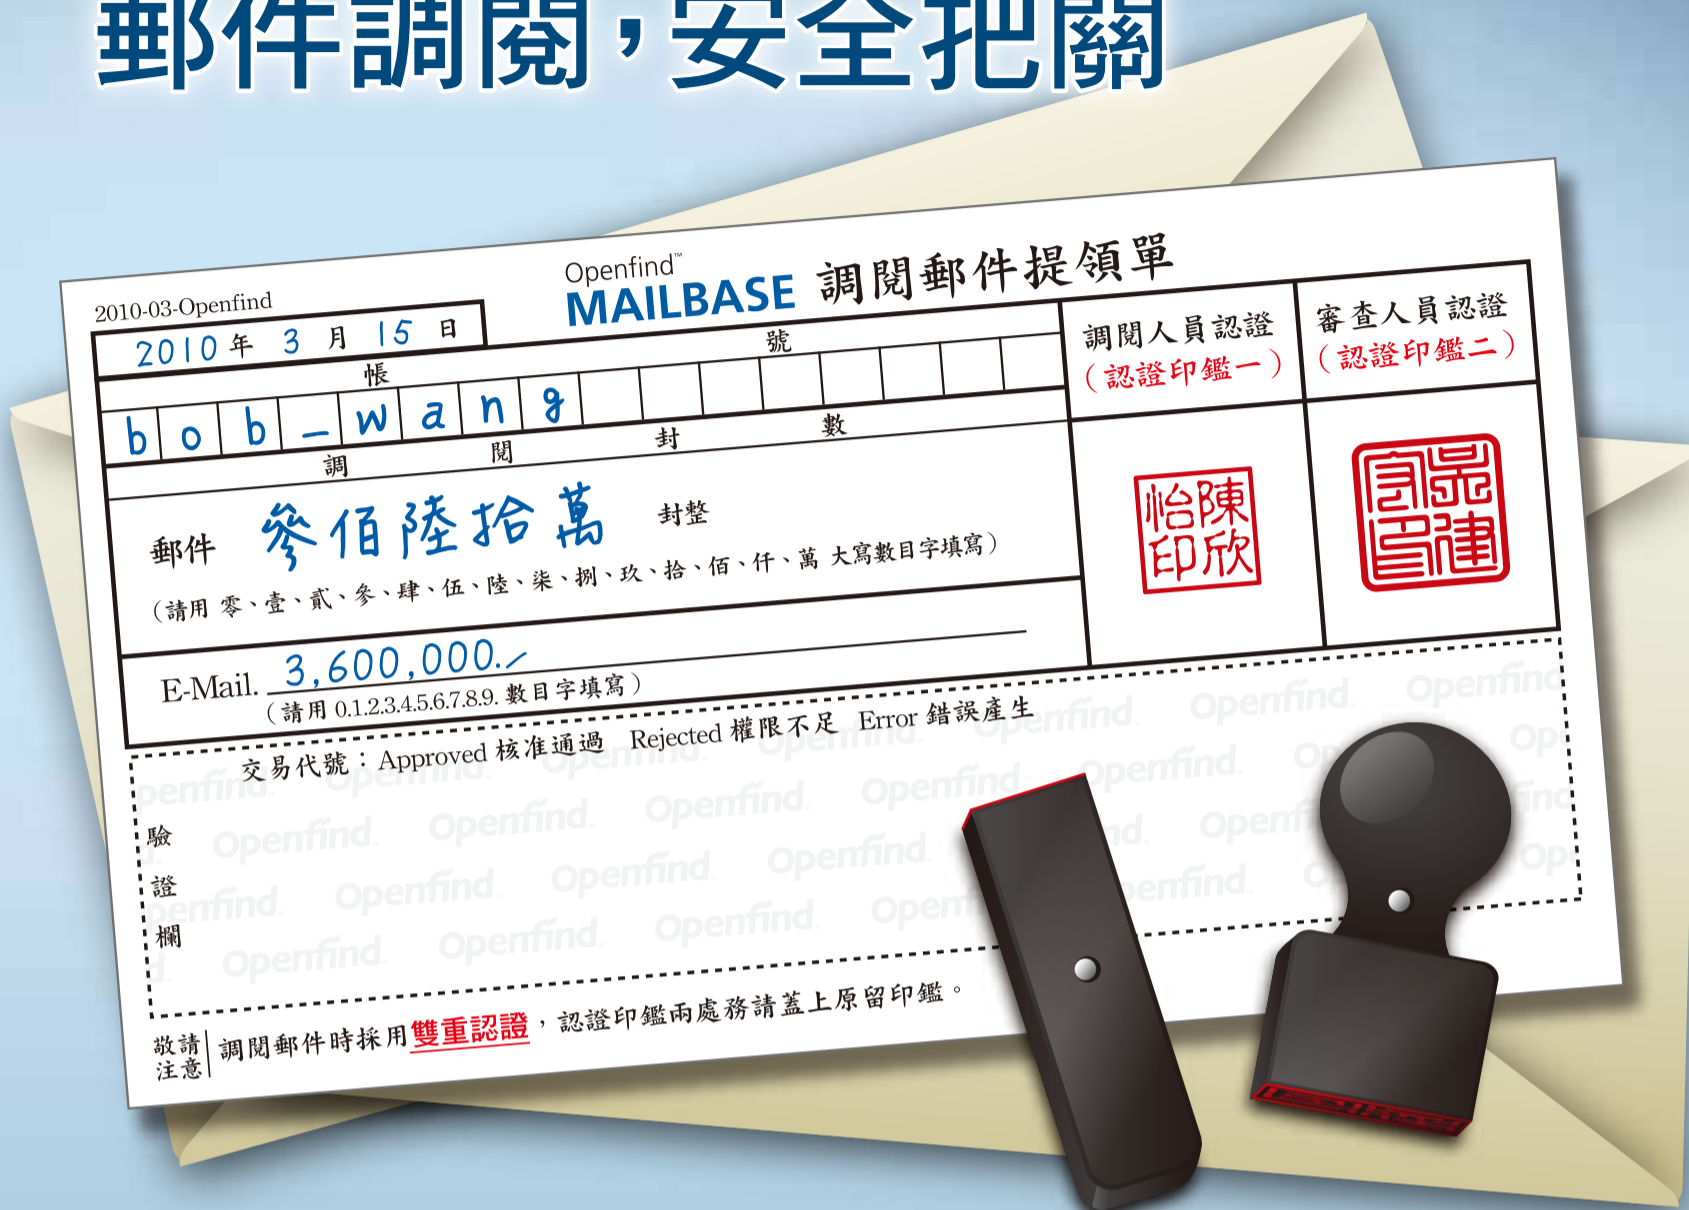 郵件調閱,安全把關
2010-03-Openfind
Openfind™
MAILBASE 調閱郵件提領單
2010 年 3 月 15 日
帳 號
bob_wang
調 閱 封 數
郵件 參佰陸拾萬 封整
(請用 零、壹、貳、參、肆、伍、陸、柒、捌、玖、拾、佰、仟、萬 大寫數目字填寫)
E-Mail. 3,600,000.-
(請用 0.1.2.3.4.5.6.7.8.9. 數目字填寫)
調閱人員認證
(認證印鑑一)
審查人員認證
(認證印鑑二)
陳欣怡印
交易代號:Approved 核准通過 Rejected 權限不足 Error 錯誤產生
驗
證
欄
Openfind.
敬請注意
調閱郵件時採用雙重認證,認證印鑑兩處務請蓋上原留印鑑。